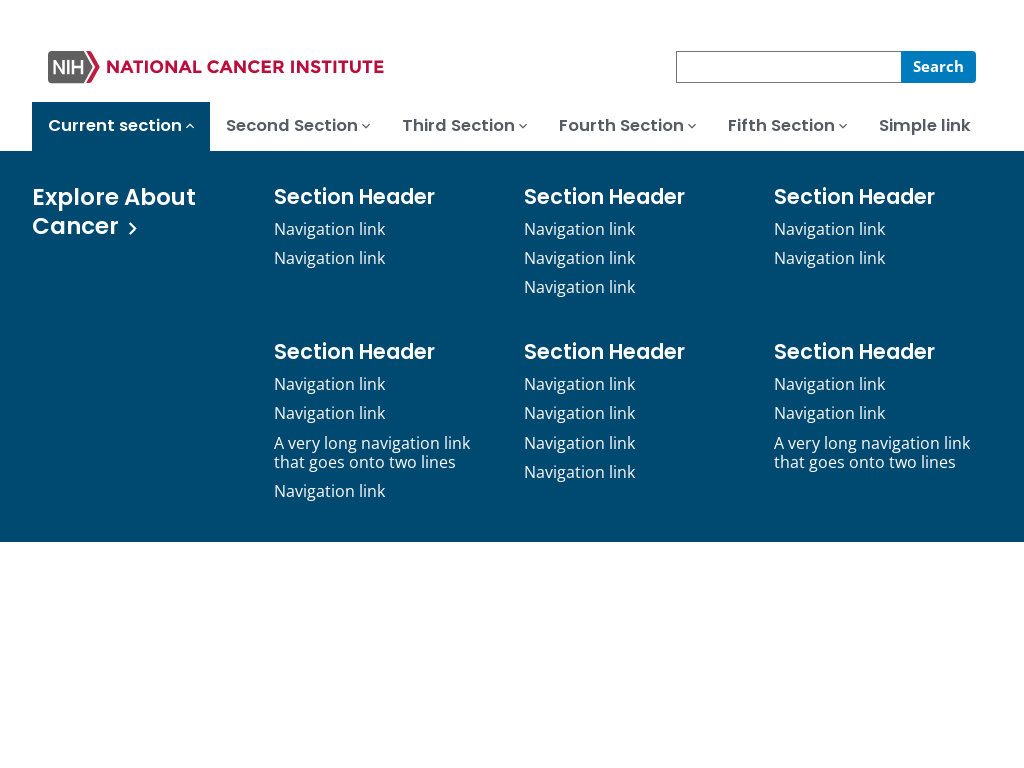 NIH NATIONAL CANCER INSTITUTE
Search
Current section
Second Section
Third Section
Fourth Section
Fifth Section
Simple link
Explore About
Cancer
Section Header
Navigation link
Navigation link
Section Header
Navigation link
Navigation link
Navigation link
Section Header
Navigation link
Navigation link
Section Header
Navigation link
Navigation link
A very long navigation link
that goes onto two lines
Navigation link
Section Header
Navigation link
Navigation link
Navigation link
Navigation link
Section Header
Navigation link
Navigation link
A very long navigation link
that goes onto two lines